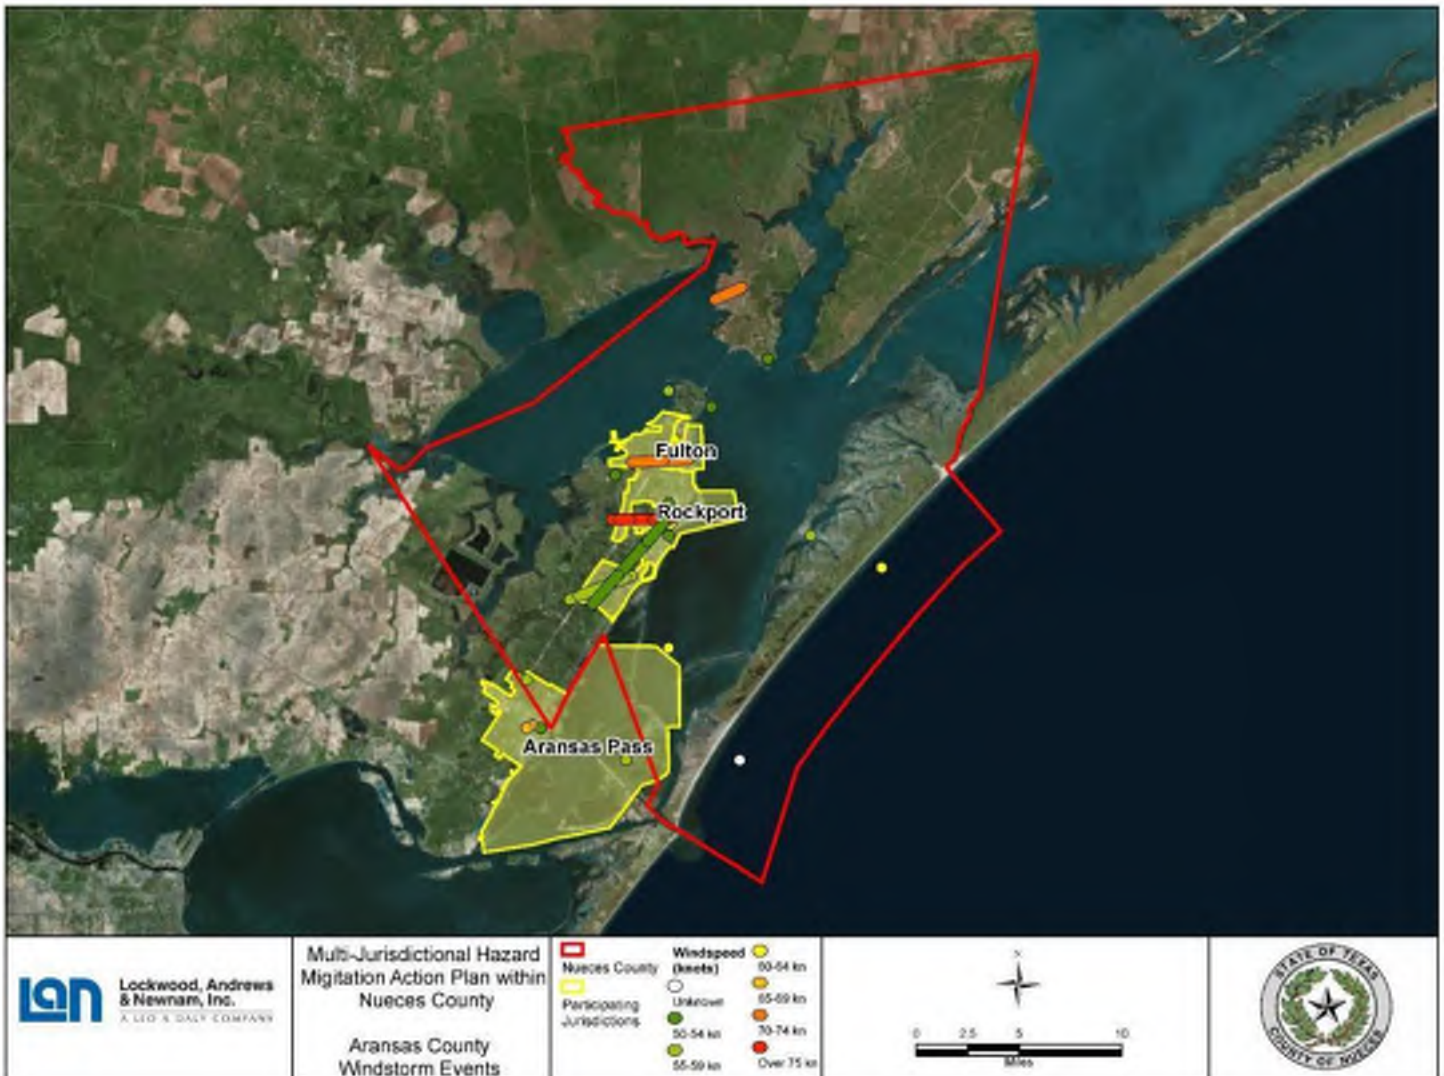 Fulton
Rockport
Aransas Pass
Lan
Lockwood, Andrews
& Newnam, Inc.
A LEO A DALY COMPANY
Multi-Jurisdictional Hazard
Migitation Action Plan within
Nueces County
Aransas County
Windstorm Events
Nueces County
Participating
Jurisdictions
Windspeed
(knots)
Unknown
50-54 kn
55-59 kn
60-64 kn
65-69 kn
70-74 kn
Over 75 kn
N
0 2.5 5 10
Miles
STATE OF TEXAS
COUNTY OF NUECES